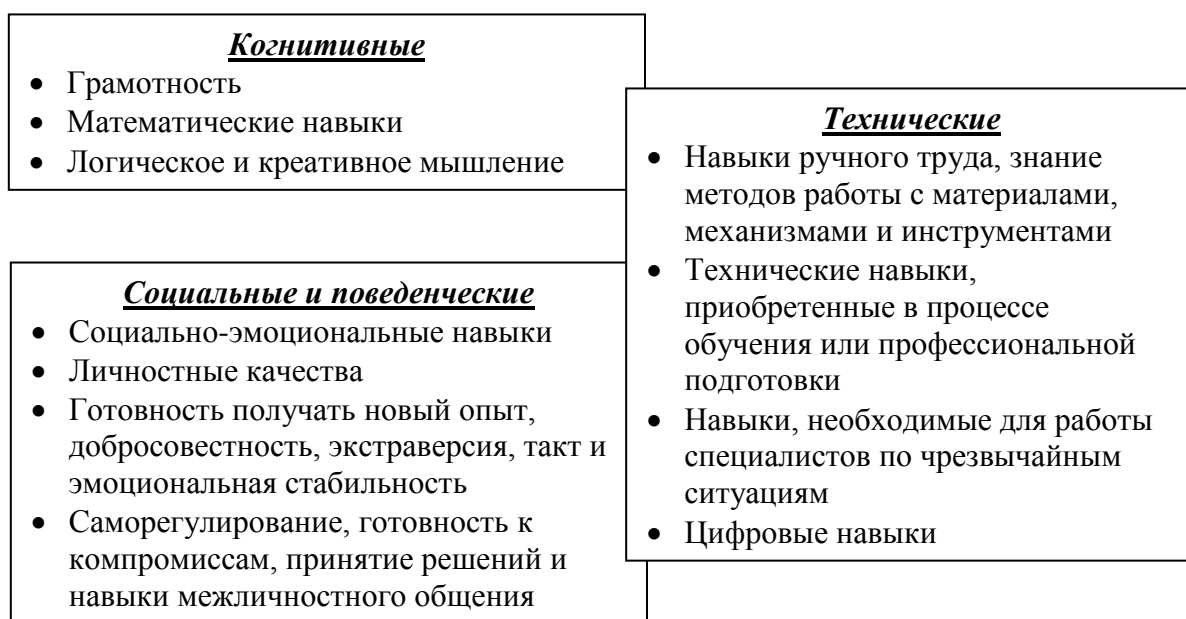 Когнитивные
• Грамотность
• Математические навыки
• Логическое и креативное мышление
Социальные и поведенческие
• Социально-эмоциональные навыки
• Личностные качества
• Готовность получать новый опыт,
добросовестность, экстраверсия, такт и
эмоциональная стабильность
• Саморегулирование, готовность к
компромиссам, принятие решений и
навыки межличностного общения
Технические
• Навыки ручного труда, знание
методов работы с материалами,
механизмами и инструментами
• Технические навыки,
приобретенные в процессе
обучения или профессиональной
подготовки
• Навыки, необходимые для работы
специалистов по чрезвычайным
ситуациям
• Цифровые навыки